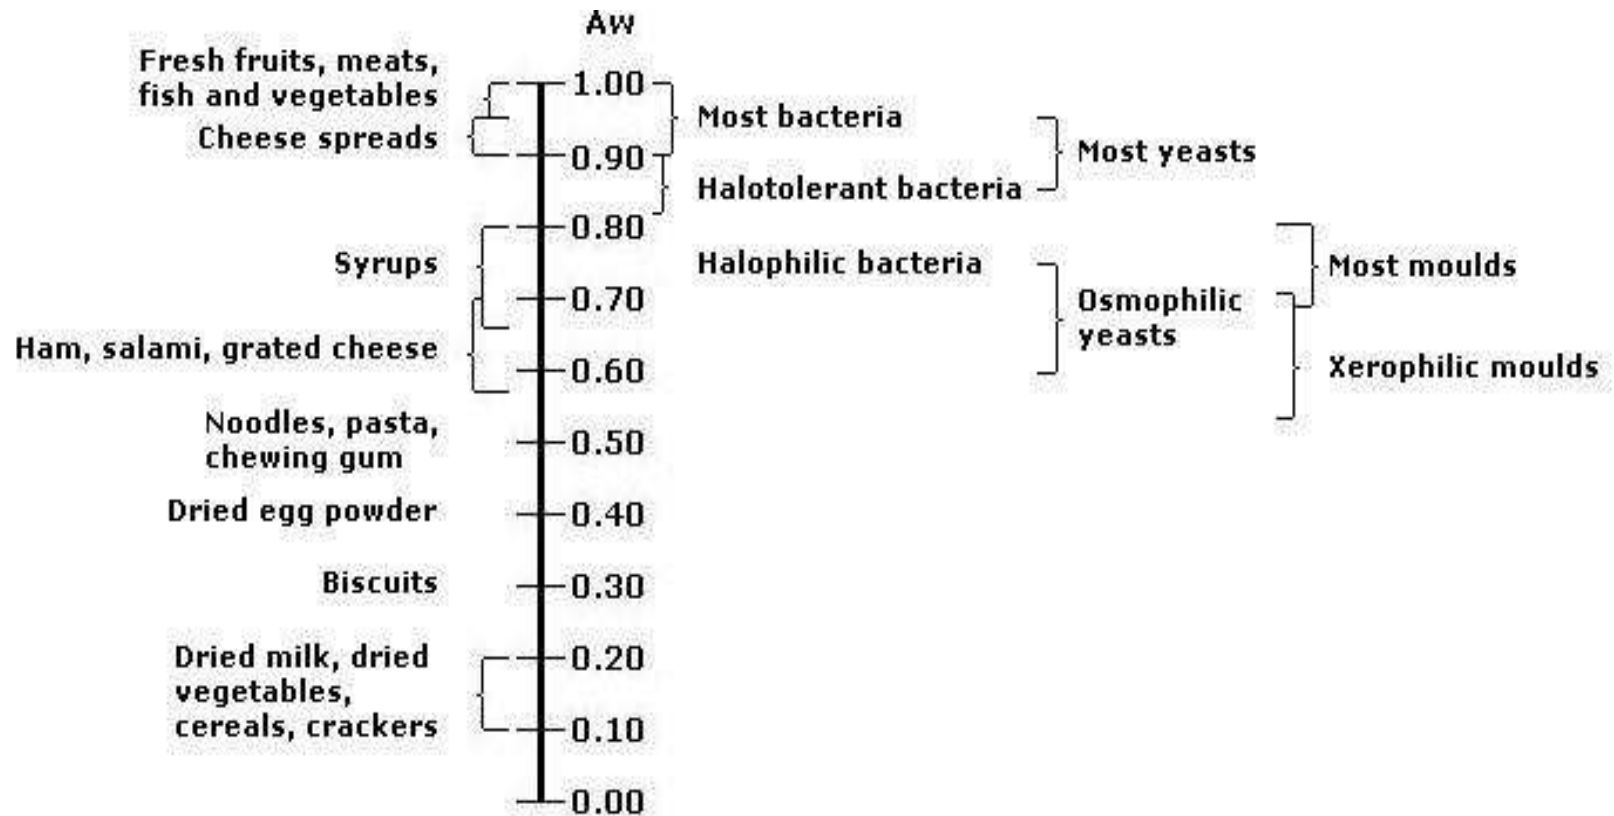 Aw
Fresh fruits, meats,
fish and vegetables
Cheese spreads
Syrups
Ham, salami, grated cheese
Noodles, pasta,
chewing gum
Dried egg powder
Biscuits
Dried milk, dried
vegetables,
cereals, crackers
1.00
0.90
0.80
0.70
0.60
0.50
0.40
0.30
0.20
0.10
0.00
Most bacteria
Halotolerant bacteria
Halophilic bacteria
Most yeasts
Osmophilic
yeasts
Most moulds
Xerophilic moulds